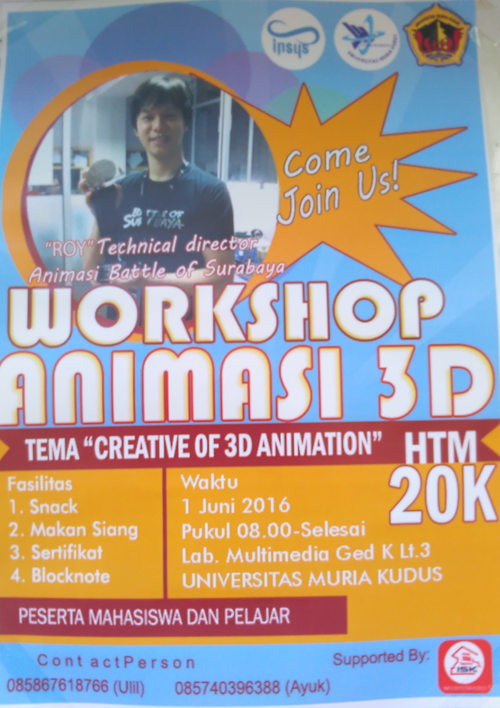 ipsys
Come
Join Us!
"ROY" Technical director
Animasi Battle of Surabaya
WORKSHOP
ANIMASI 3D
TEMA "CREATIVE OF 3D ANIMATION"
HTM
20K
Fasilitas
1. Snack
2. Makan Siang
3. Sertifikat
4. Blocknote
Waktu
1 Juni 2016
Pukul 08.00-Selesai
Lab. Multimedia Ged K Lt.3
UNIVERSITAS MURIA KUDUS
PESERTA MAHASISWA DAN PELAJAR
ContactPerson
085867618766 (Ulil) 085740396388 (Ayuk)
Supported By:
ISK